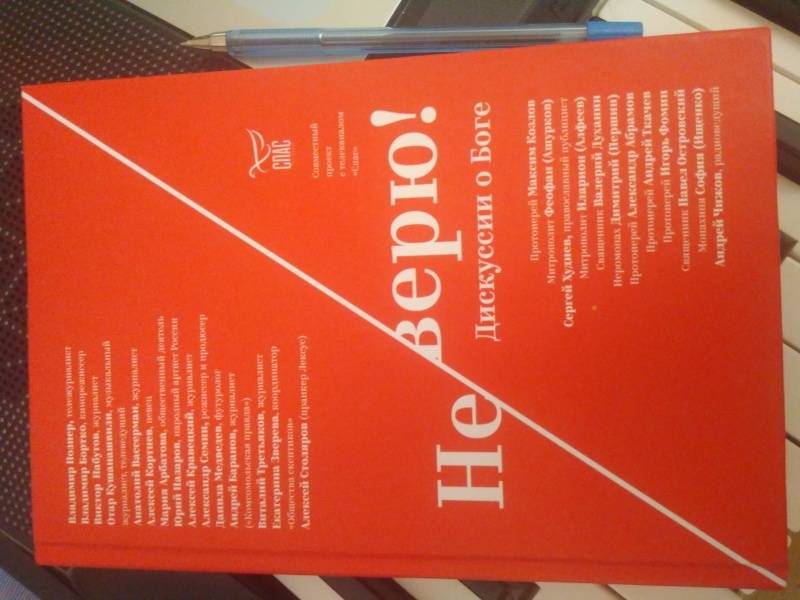 Владимир Познер, тележурналист
Владимир Бортко, кинорежиссер
Виктор Набутов, журналист
Отар Кушанашвили, музыкальный
журналист, телеведущий
Анатолий Вассерман, журналист
Алексей Кортнев, певец
Мария Арбатова, общественный деятель
Юрий Назаров, народный артист России
Алексей Кравецкий, журналист
Александр Семин, режиссер и продюсер
Данила Медведев, футуролог
Андрей Баранов, журналист
(«Комсомольская правда»)
Виталий Третьяков, журналист
Екатерина Зверева, координатор
«Общества скептиков»
Алексей Столяров (пранкер Лексус)
СПАС
Совместный
проект
с телеканалом
«Спас»
Не верю!
Дискуссии о Боге
Протоиерей Максим Козлов
Митрополит Феофан (Ашурков)
Сергей Худиев, православный публицист
Митрополит Иларион (Алфеев)
Священник Валерий Духанин
Иеромонах Димитрий (Першин)
Протоиерей Александр Абрамов
Протоиерей Андрей Ткачев
Протоиерей Игорь Фомин
Священник Павел Островский
Монахиня София (Ищенко)
Андрей Чижов, радиоведущий